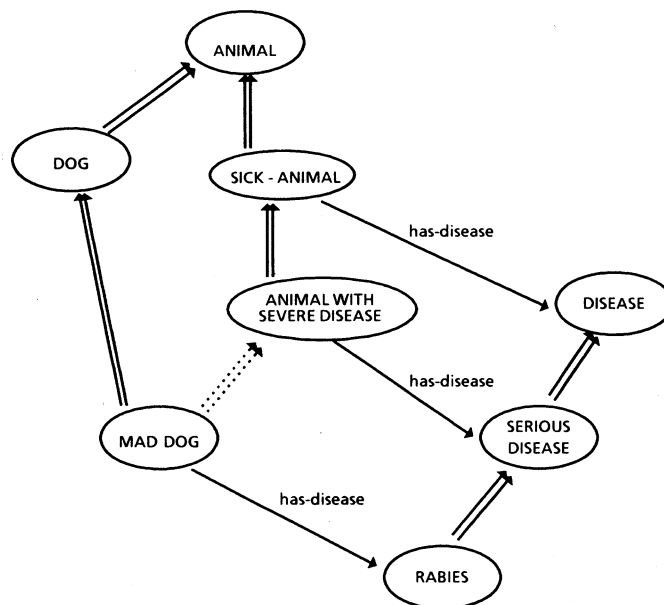 ANIMAL
DOG
SICK - ANIMAL
has-disease
ANIMAL WITH
SEVERE DISEASE
DISEASE
has-disease
MAD DOG
SERIOUS
DISEASE
has-disease
RABIES